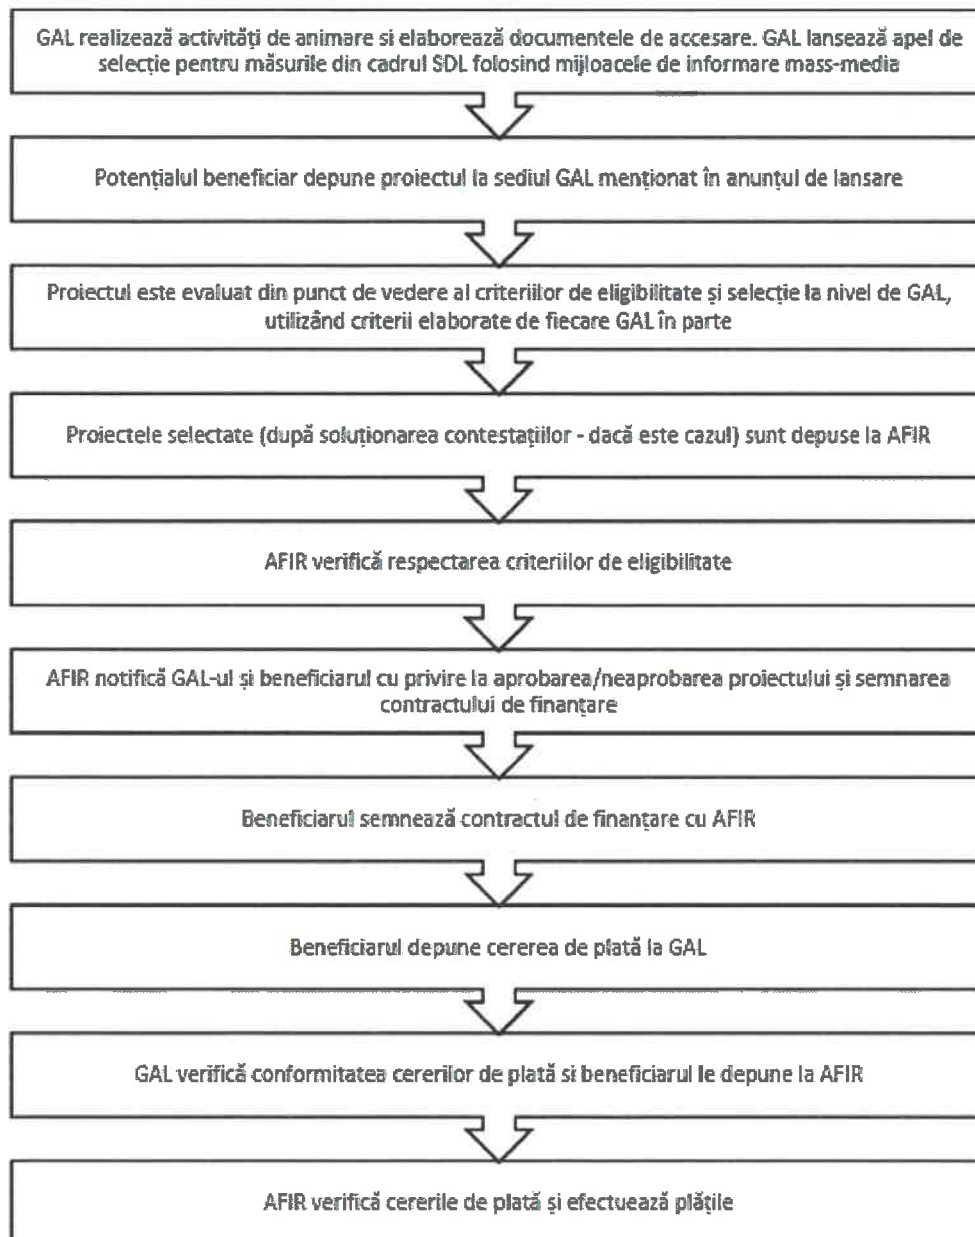 GAL realizează activități de animare si elaborează documentele de accesare. GAL lansează apel de
selecție pentru măsurile din cadrul SDL folosind mijloacele de informare mass-media
Potențialul beneficiar depune proiectul la sediul GAL menționat în anunțul de lansare
Proiectul este evaluat din punct de vedere al criteriilor de eligibilitate și selecție la nivel de GAL,
utilizând criterii elaborate de fiecare GAL în parte
Proiectele selectate (după soluționarea contestațiilor - dacă este cazul) sunt depuse la AFIR
AFIR verifică respectarea criteriilor de eligibilitate
AFIR notifică GAL-ul și beneficiarul cu privire la aprobarea/neaprobarea proiectului și semnarea
contractului de finanțare
Beneficiarul semnează contractul de finanțare cu AFIR
Beneficiarul depune cererea de plată la GAL
GAL verifică conformitatea cererilor de plată si beneficiarul le depune la AFIR
AFIR verifică cererile de plată și efectuează plățile